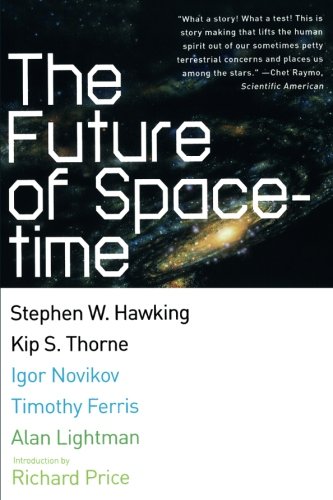 "What a story! What a test! This is
story making that lifts the human
spirit out of our sometimes petty
terrestrial concerns and places us
among the stars." —Chet Raymo,
Scientific American
The
Future
of Space-
time
Stephen W. Hawking
Kip S. Thorne
Igor Novikov
Timothy Ferris
Alan Lightman
Introduction by
Richard Price